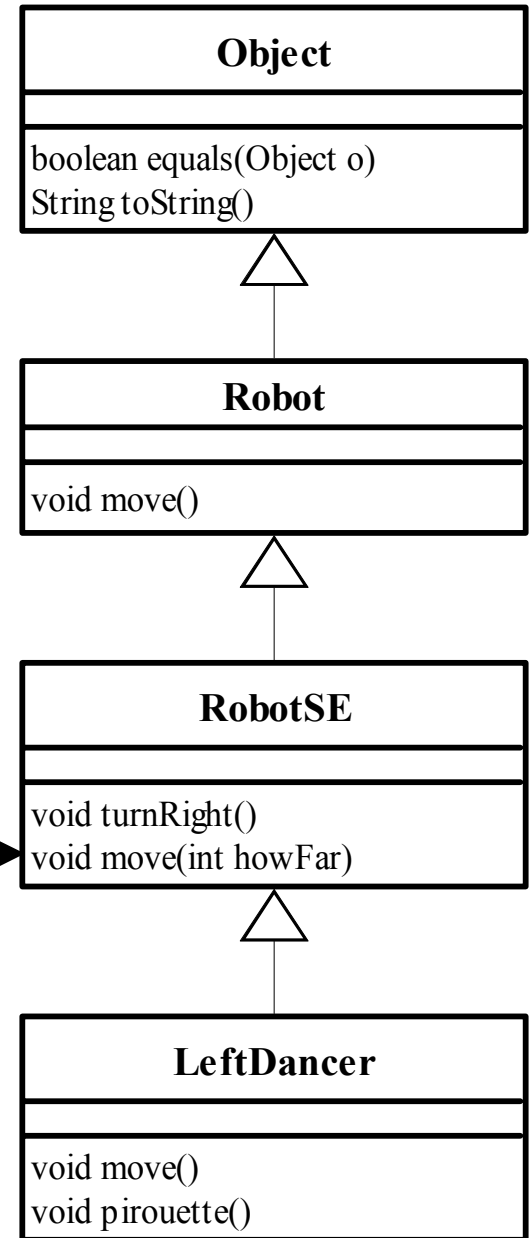 Object
boolean equals(Object o)
String toString()
Robot
void move()
RobotSE
void turnRight()
void move(int howFar)
LeftDancer
void move()
void pirouette()